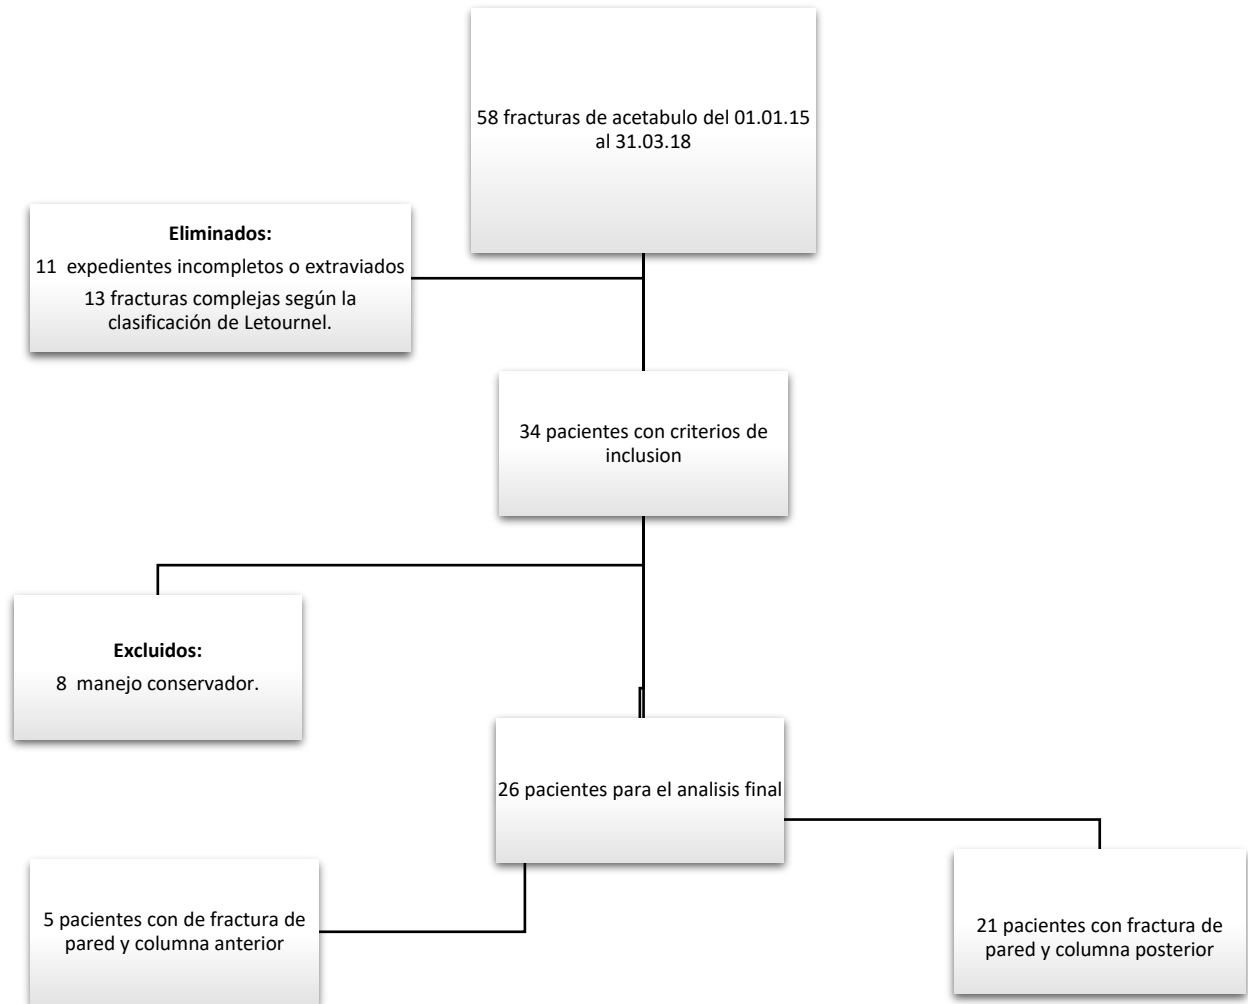 58 fracturas de acetabulo del 01.01.15
al 31.03.18
Eliminados:
11 expedientes incompletos o extraviados
13 fracturas complejas según la
clasificación de Letournel.
34 pacientes con criterios de
inclusion
Excluidos:
8 manejo conservador.
26 pacientes para el analisis final
5 pacientes con de fractura de
pared y columna anterior
21 pacientes con fractura de
pared y columna posterior